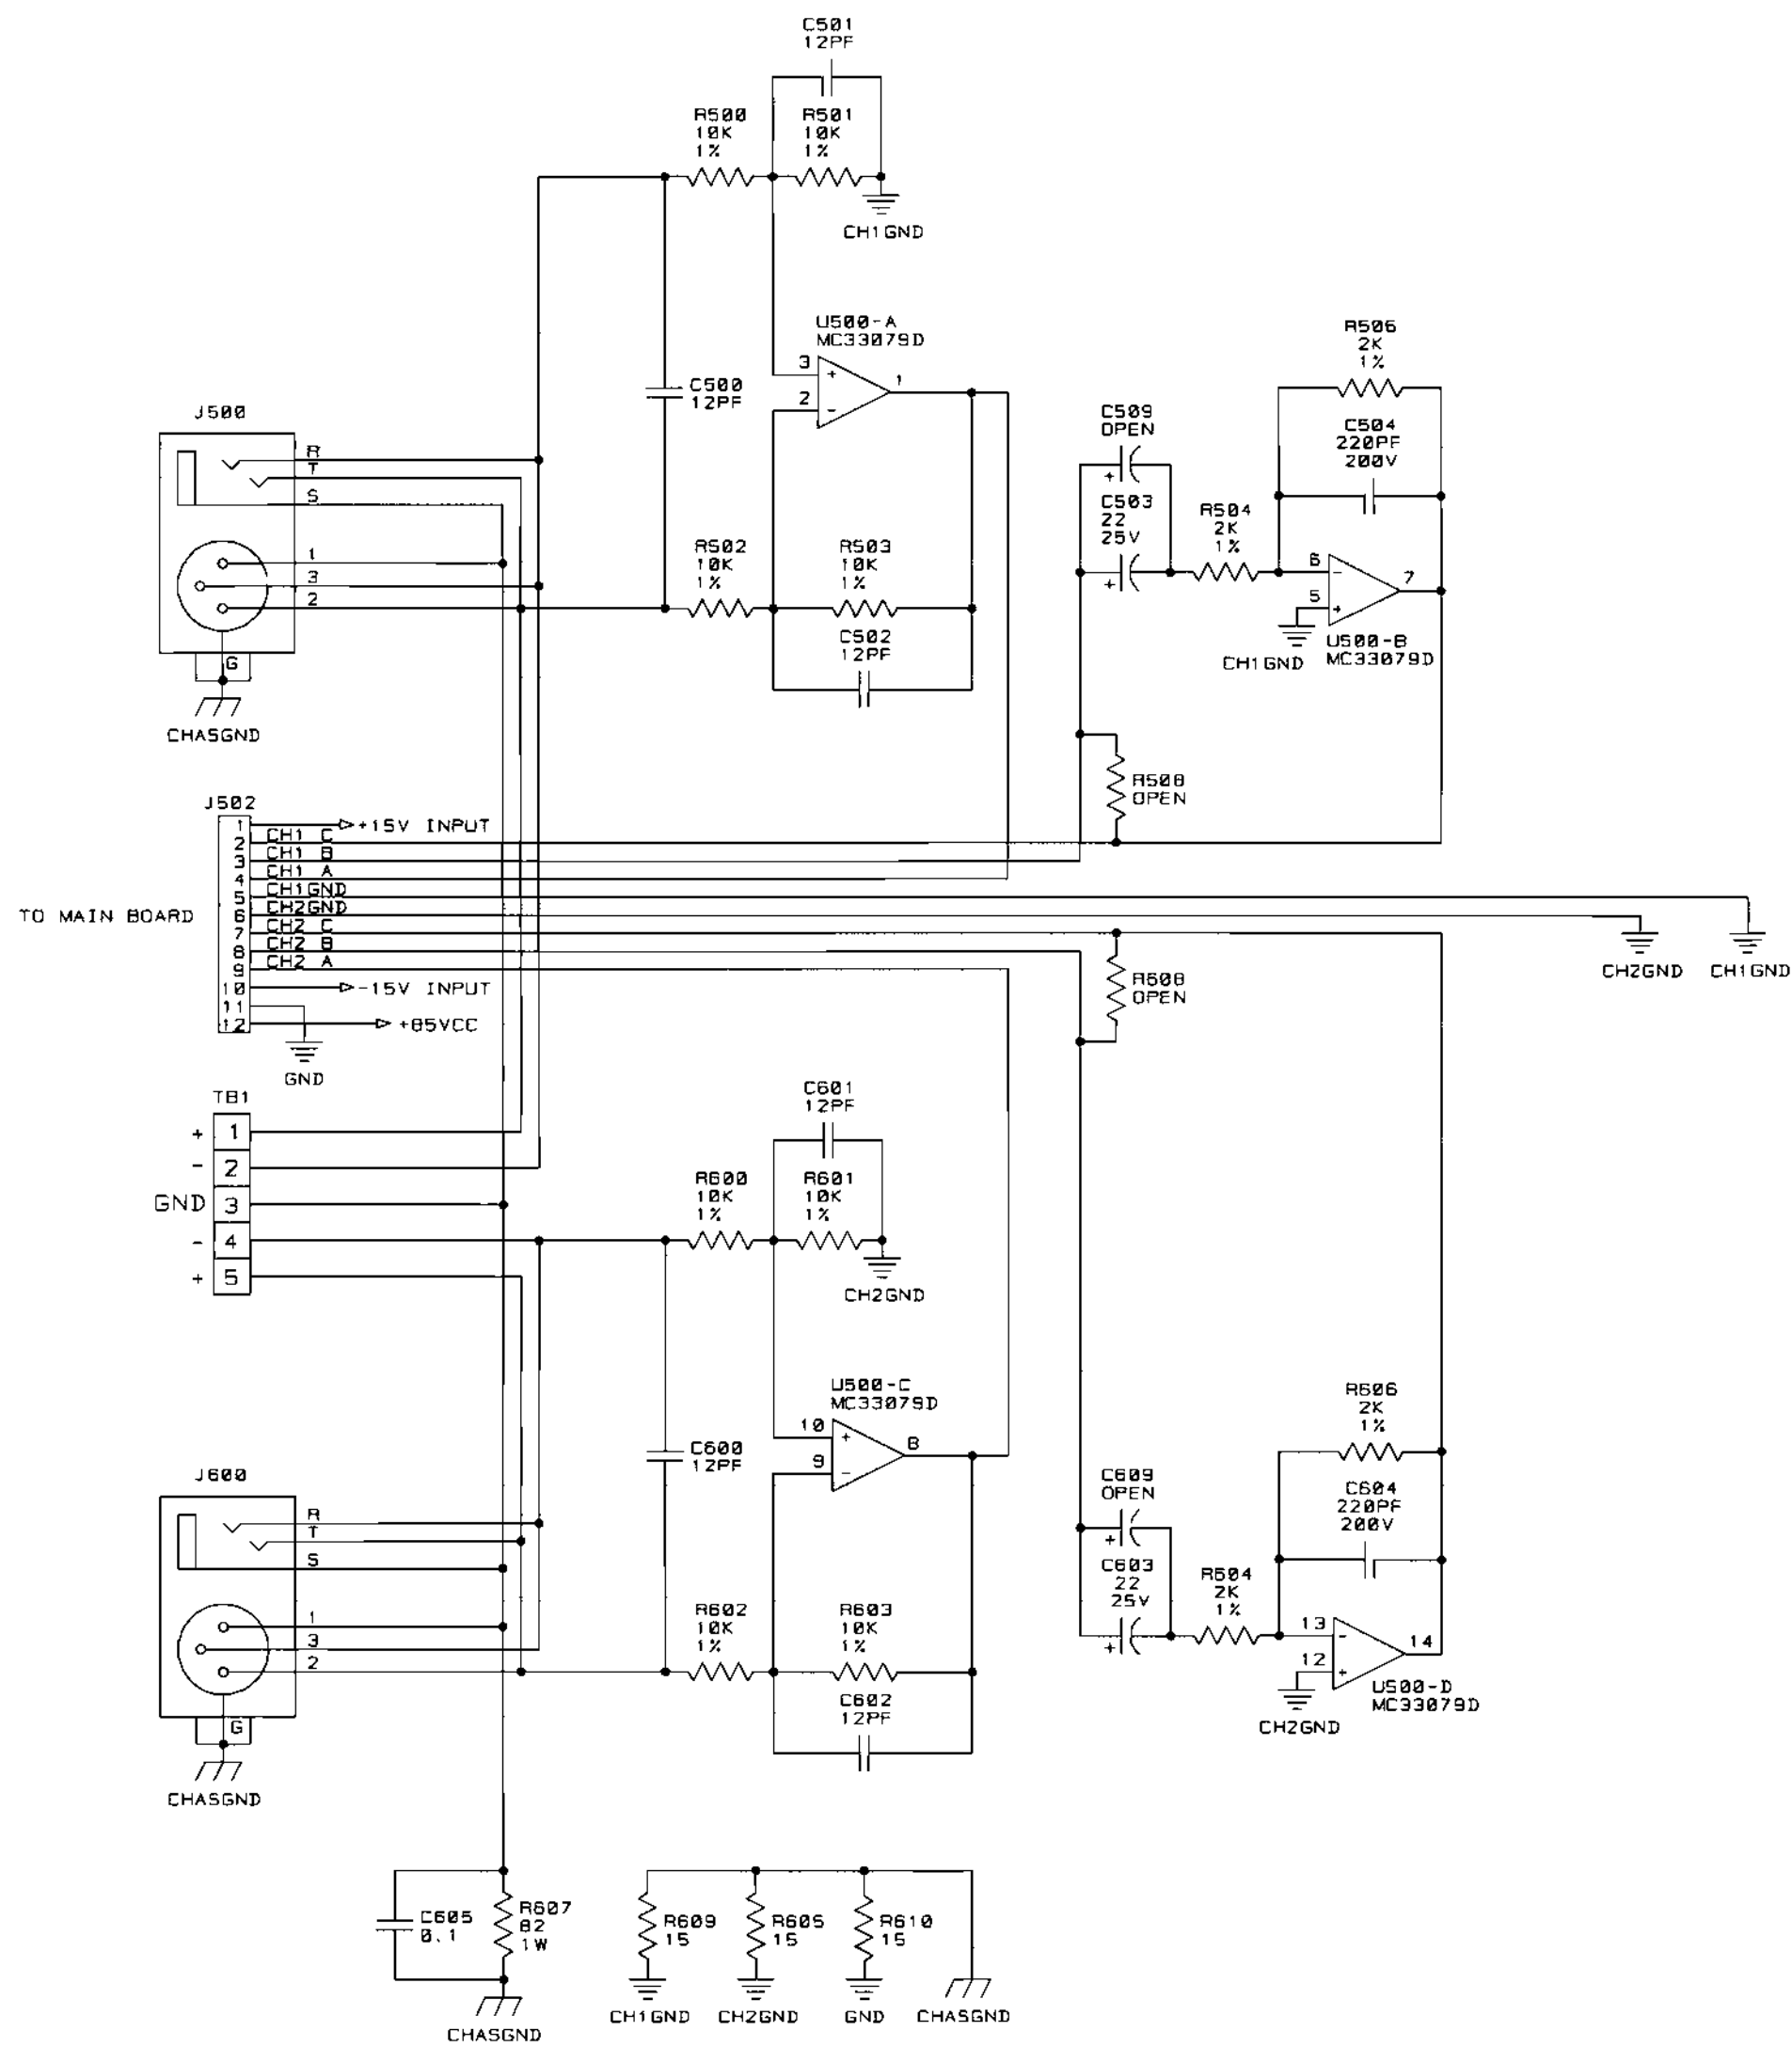 C501
12PF
R500
10K
1%
R501
10K
1%
CH1GND
U500-A
MC33079D
3
+
1
2
-
C500
12PF
R506
2K
1%
C504
220PF
200V
C509
OPEN
+
C503
22
25V
+
R504
2K
1%
6
-
7
5
+
U500-B
MC33079D
CH1GND
J500
R
T
S
1
3
2
G
CHASGND
R502
10K
1%
R503
10K
1%
C502
12PF
R508
OPEN
J502
TO MAIN BOARD
1 +15V INPUT
2 CH1 C
3 CH1 B
4 CH1 A
5 CH1GND
6 CH2GND
7 CH2 C
8 CH2 B
9 CH2 A
10 -15V INPUT
11
12 +85VCC
GND
CH2GND
CH1GND
R608
OPEN
TB1
+ 1
- 2
GND 3
- 4
+ 5
C601
12PF
R600
10K
1%
R601
10K
1%
CH2GND
U500-C
MC33079D
10
+
8
9
-
C600
12PF
J600
R
T
S
1
3
2
G
CHASGND
R602
10K
1%
R603
10K
1%
C602
12PF
R606
2K
1%
C604
220PF
200V
C609
OPEN
+
C603
22
25V
+
R604
2K
1%
13
-
14
12
+
U500-D
MC33079D
CH2GND
C605
0.1
R607
82
1W
CHASGND
R609
15
R605
15
R610
15
CH1GND
CH2GND
GND
CHASGND